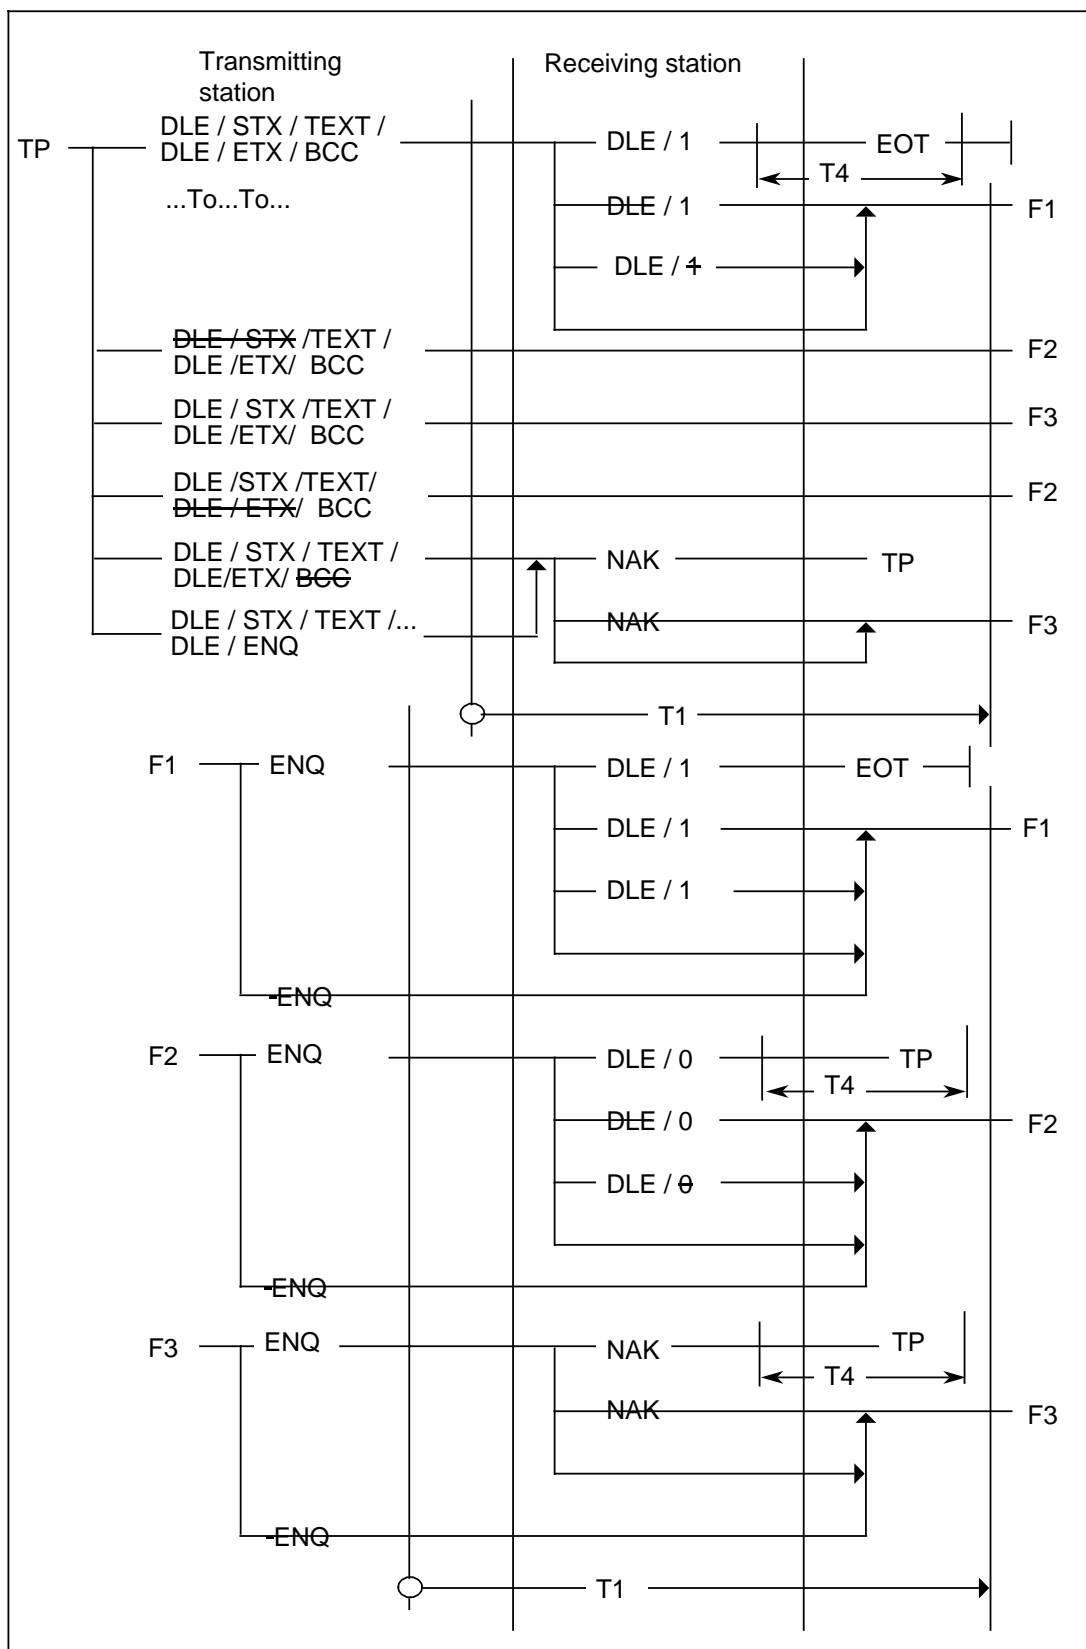 Transmitting Receiving station
station
DLE / STX / TEXT / DLE / 1 EOT
TP DLE / ETX / BCC
T4
...To...To... DLE / 1 F1
DLE / 1
DLE / STX /TEXT / F2
DLE /ETX/ BCC
DLE / STX /TEXT / F3
DLE /ETX/ BCC
DLE /STX /TEXT/ F2
DLE / ETX/ BCC
DLE / STX / TEXT / NAK TP
DLE/ETX/ BCC
DLE / STX / TEXT /... NAK F3
DLE / ENQ
T1
F1 ENQ DLE / 1 EOT
DLE / 1 F1
DLE / 1
-ENQ
F2 ENQ DLE / 0 TP
T4
DLE / 0 F2
DLE / 0
-ENQ
F3 ENQ NAK TP
T4
NAK F3
-ENQ
T1